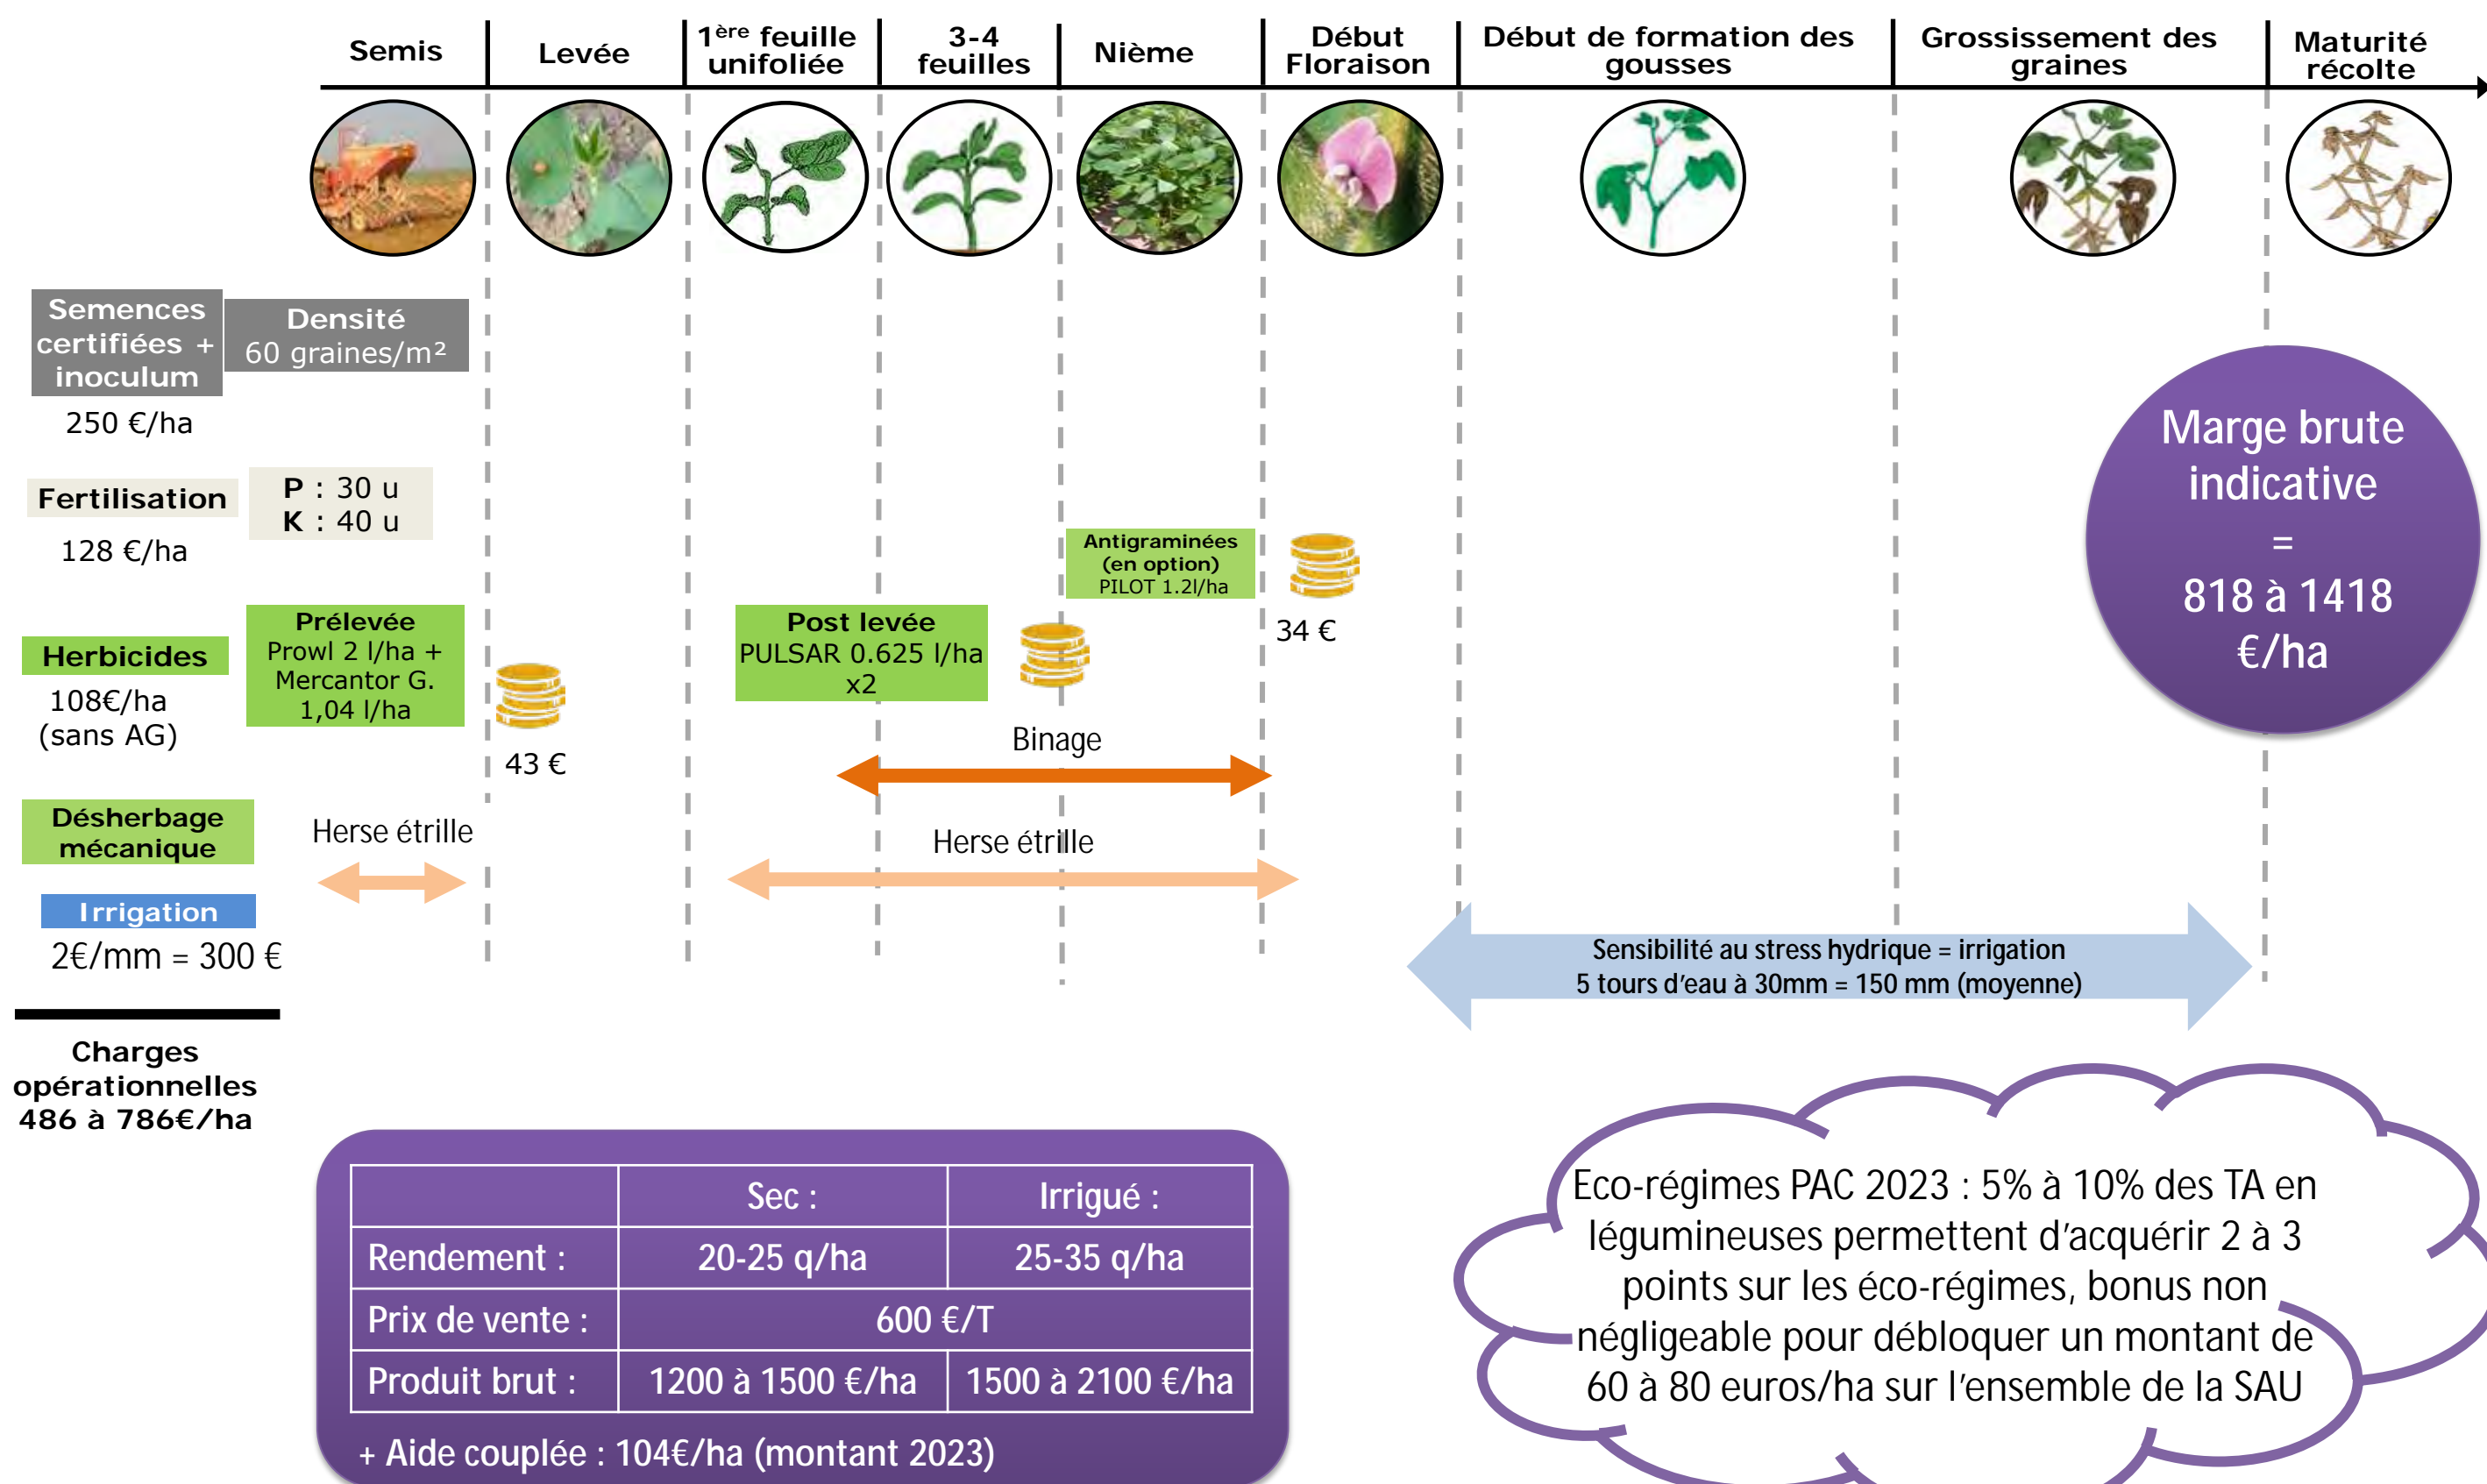 Semis
Levée
1ère feuille
unifoliée
3-4
feuilles
Nième
Début
Floraison
Début de formation des
gousses
Grossissement des
graines
Maturité
récolte
Semences
certifiées +
inoculum
250 €/ha
Densité
60 graines/m²
Fertilisation
128 €/ha
P : 30 u
K : 40 u
Herbicides
108€/ha
(sans AG)
Prélevée
Prowl 2 l/ha +
Mercantor G.
1,04 l/ha
43 €
Post levée
PULSAR 0.625 l/ha
x2
Antigraminées
(en option)
PILOT 1.2l/ha
34 €
Marge brute
indicative
=
818 à 1418
€/ha
Binage
Désherbage
mécanique
Herse étrille
Herse étrille
Irrigation
2€/mm = 300 €
Sensibilité au stress hydrique = irrigation
5 tours d'eau à 30mm = 150 mm (moyenne)
Charges
opérationnelles
486 à 786€/ha
Sec : Irrigué :
Rendement : 20-25 q/ha 25-35 q/ha
Prix de vente : 600 €/T
Produit brut : 1200 à 1500 €/ha 1500 à 2100 €/ha
+ Aide couplée : 104€/ha (montant 2023)
Eco-régimes PAC 2023 : 5% à 10% des TA en
légumineuses permettent d'acquérir 2 à 3
points sur les éco-régimes, bonus non
négligeable pour débloquer un montant de
60 à 80 euros/ha sur l'ensemble de la SAU